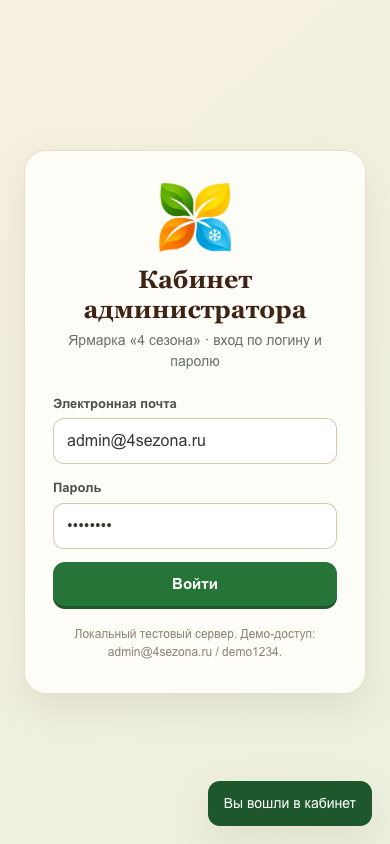 Кабинет
администратора
Ярмарка «4 сезона» · вход по логину и
паролю
Электронная почта
admin@4sezona.ru
Пароль
••••••••
Войти
Локальный тестовый сервер. Демо-доступ:
admin@4sezona.ru / demo1234.
Вы вошли в кабинет